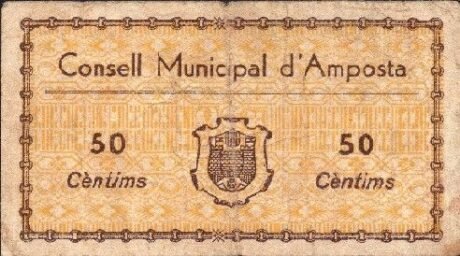 Consell Municipal d'Amposta
50 50
Cèntims Cèntims